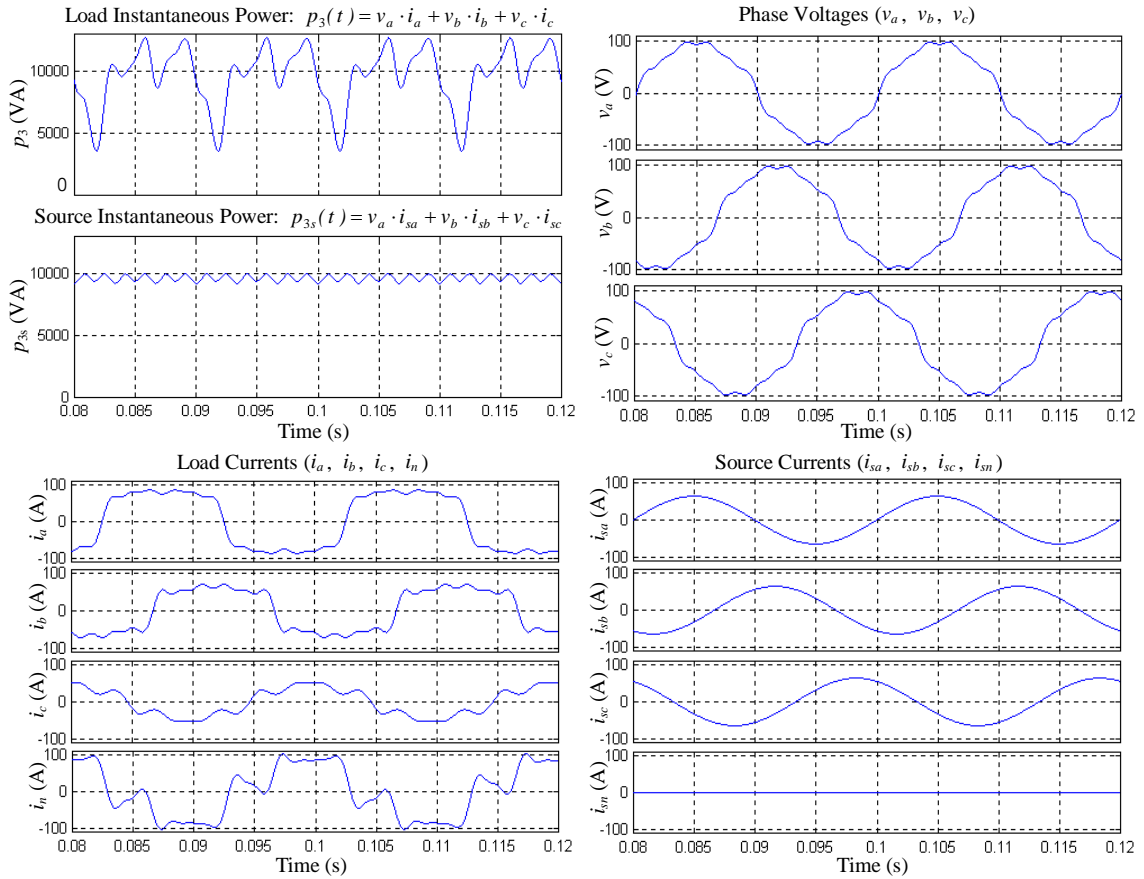 Load Instantaneous Power: p3(t) = va · ia + vb · ib + vc · ic
p3 (VA)
10000
5000
0
Source Instantaneous Power: p3s(t) = va · isa + vb · isb + vc · isc
p3s (VA)
10000
5000
0
0.08 0.085 0.09 0.095 0.1 0.105 0.11 0.115 0.12
Time (s)
Phase Voltages (va, vb, vc)
va (V)
100
0
-100
vb (V)
100
0
-100
vc (V)
100
0
-100
0.08 0.085 0.09 0.095 0.1 0.105 0.11 0.115 0.12
Time (s)
Load Currents (ia, ib, ic, in)
ia (A)
100
0
-100
ib (A)
100
0
-100
ic (A)
100
0
-100
in (A)
100
0
-100
0.08 0.085 0.09 0.095 0.1 0.105 0.11 0.115 0.12
Time (s)
Source Currents (isa, isb, isc, isn)
isa (A)
100
0
-100
isb (A)
100
0
-100
isc (A)
100
0
-100
isn (A)
100
0
-100
0.08 0.085 0.09 0.095 0.1 0.105 0.11 0.115 0.12
Time (s)